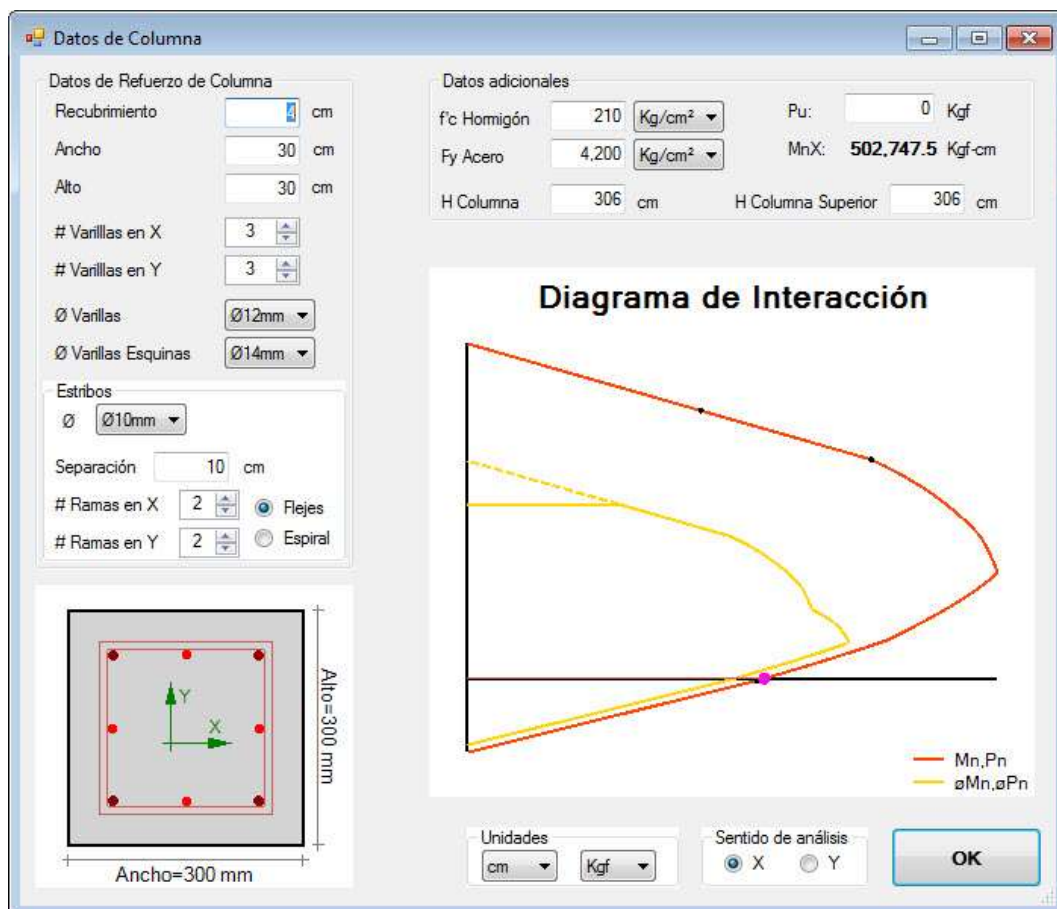 Datos de Columna
Datos de Refuerzo de Columna
Recubrimiento 4 cm
Ancho 30 cm
Alto 30 cm
# Varilllas en X 3
# Varilllas en Y 3
Ø Varillas Ø12mm
Ø Varillas Esquinas Ø14mm
Estribos
Ø Ø10mm
Separación 10 cm
# Ramas en X 2
# Ramas en Y 2
Flejes
Espiral
Datos adicionales
f'c Hormigón 210 Kg/cm²
Fy Acero 4,200 Kg/cm²
H Columna 306 cm
Pu: 0 Kgf
MnX: 502,747.5 Kgf-cm
H Columna Superior 306 cm
Diagrama de Interacción
Mn,Pn
øMn,øPn
Y
X
Alto=300 mm
Ancho=300 mm
Unidades
cm Kgf
Sentido de análisis
X Y
OK